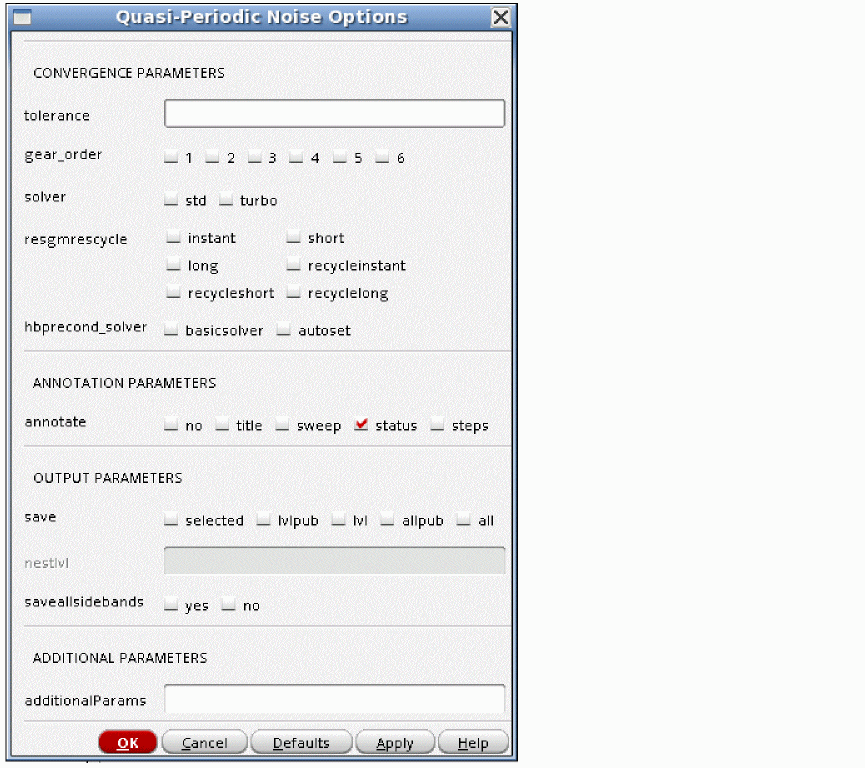 Quasi-Periodic Noise Options
CONVERGENCE PARAMETERS
tolerance
gear_order 1 2 3 4 5 6
solver std turbo
resgmrescycle instant short
long recycleinstant
recycleshort recyclelong
hbprecond_solver basicsolver autoset
ANNOTATION PARAMETERS
annotate no title sweep status steps
OUTPUT PARAMETERS
save selected lvlpub lvl allpub all
nestlvl
saveallsidebands yes no
ADDITIONAL PARAMETERS
additionalParams
OK Cancel Defaults Apply Help